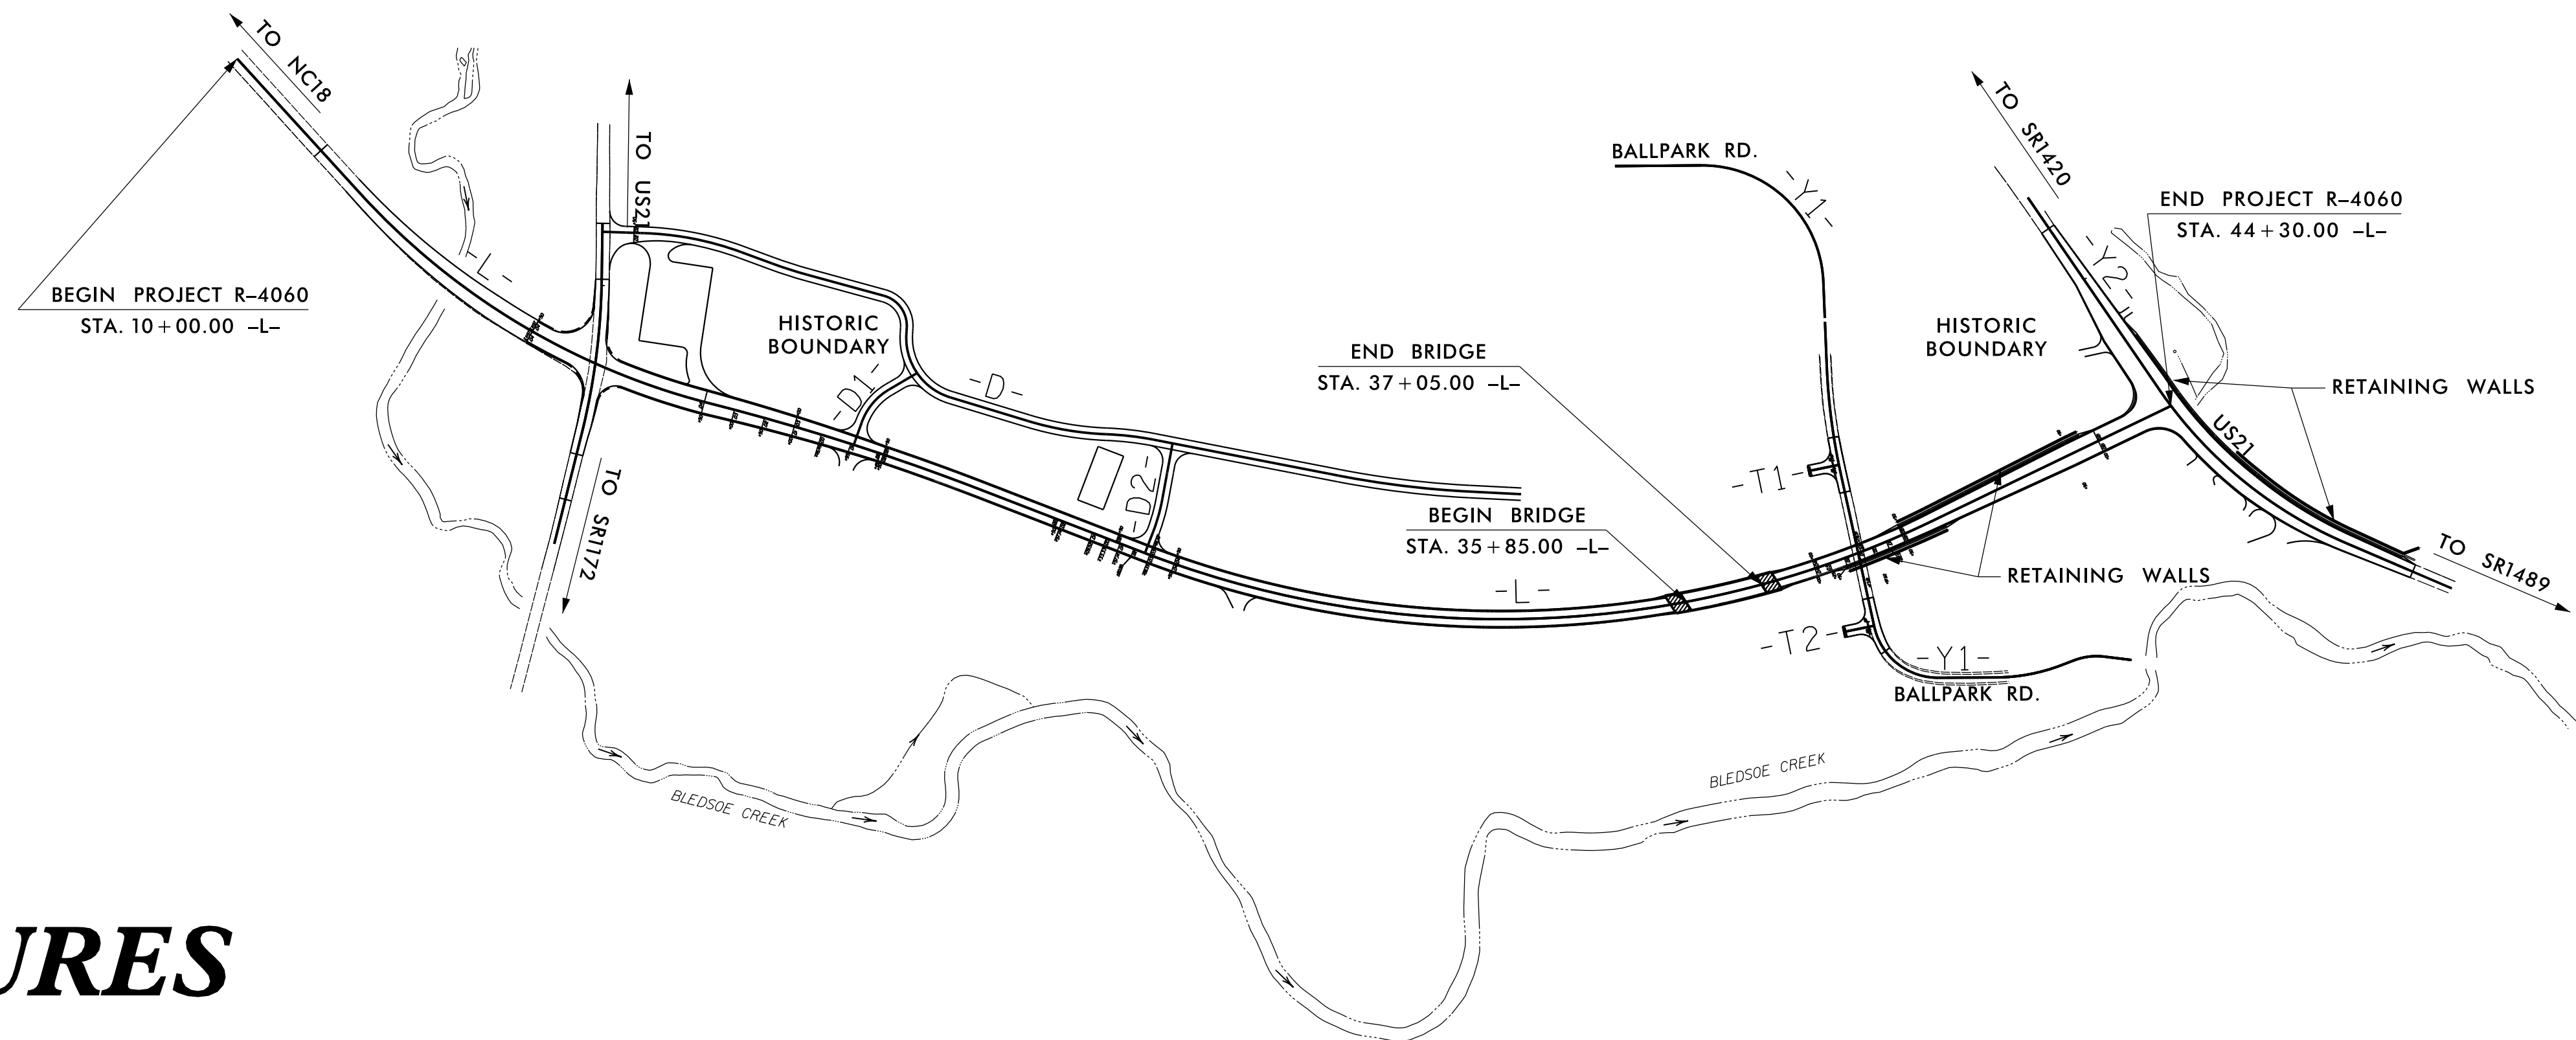 TO NC18
BEGIN PROJECT R–4060
STA. 10+00.00 –L–
-L-
TO US21
TO SR1172
HISTORIC
BOUNDARY
-D1-
-D-
-D2-
END BRIDGE
STA. 37+05.00 –L–
BEGIN BRIDGE
STA. 35+85.00 –L–
-L-
BALLPARK RD.
-Y1-
-T1-
-T2-
-Y1-
BALLPARK RD.
HISTORIC
BOUNDARY
TO SR1420
END PROJECT R–4060
STA. 44+30.00 –L–
-Y2-
RETAINING WALLS
US21
TO SR1489
RETAINING WALLS
BLEDSOE CREEK
BLEDSOE CREEK
URES